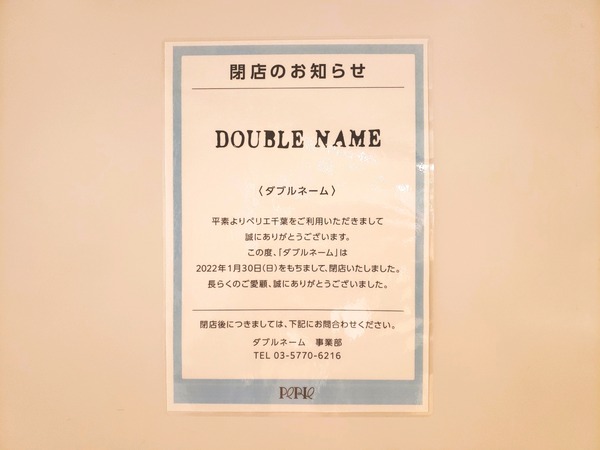 閉店のお知らせ
DOUBLE NAME
〈ダブルネーム〉
平素よりペリエ千葉をご利用いただきまして
誠にありがとうございます。
この度、「ダブルネーム」は
2022年1月30日(日)をもちまして、閉店いたしました。
長らくのご愛顧、誠にありがとうございました。
閉店後につきましては、下記にお問合わせください。
ダブルネーム 事業部
TEL 03-5770-6216
PeRIe